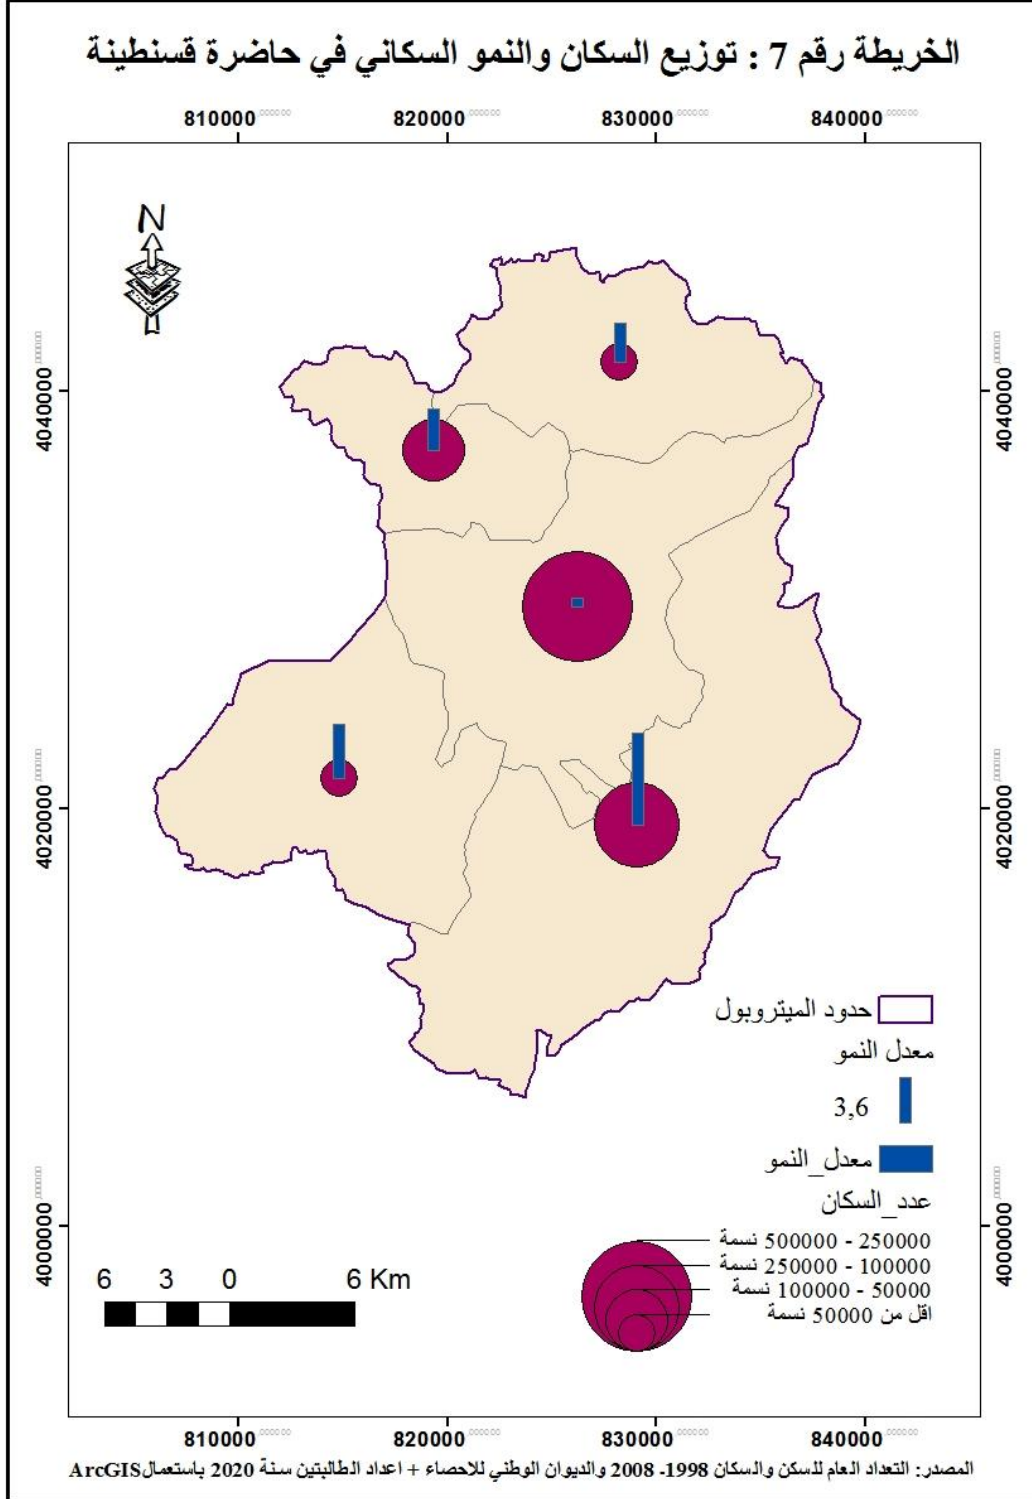 الخريطة رقم 7 : توزيع السكان والنمو السكاني في حاضرة قسنطينة
810000 820000 830000 840000
N
4040000 4040000
4020000 4020000
حدود الميتروبول
معدل النمو
3,6
معدل_النمو
عدد_السكان
250000 - 500000 نسمة
100000 - 250000 نسمة
50000 - 100000 نسمة
اقل من 50000 نسمة
4000000 4000000
6 3 0 6 Km
810000 820000 830000 840000
المصدر: التعداد العام للسكن والسكان 1998- 2008 والديوان الوطني للاحصاء + اعداد الطالبتين سنة 2020 باستعمال ArcGIS